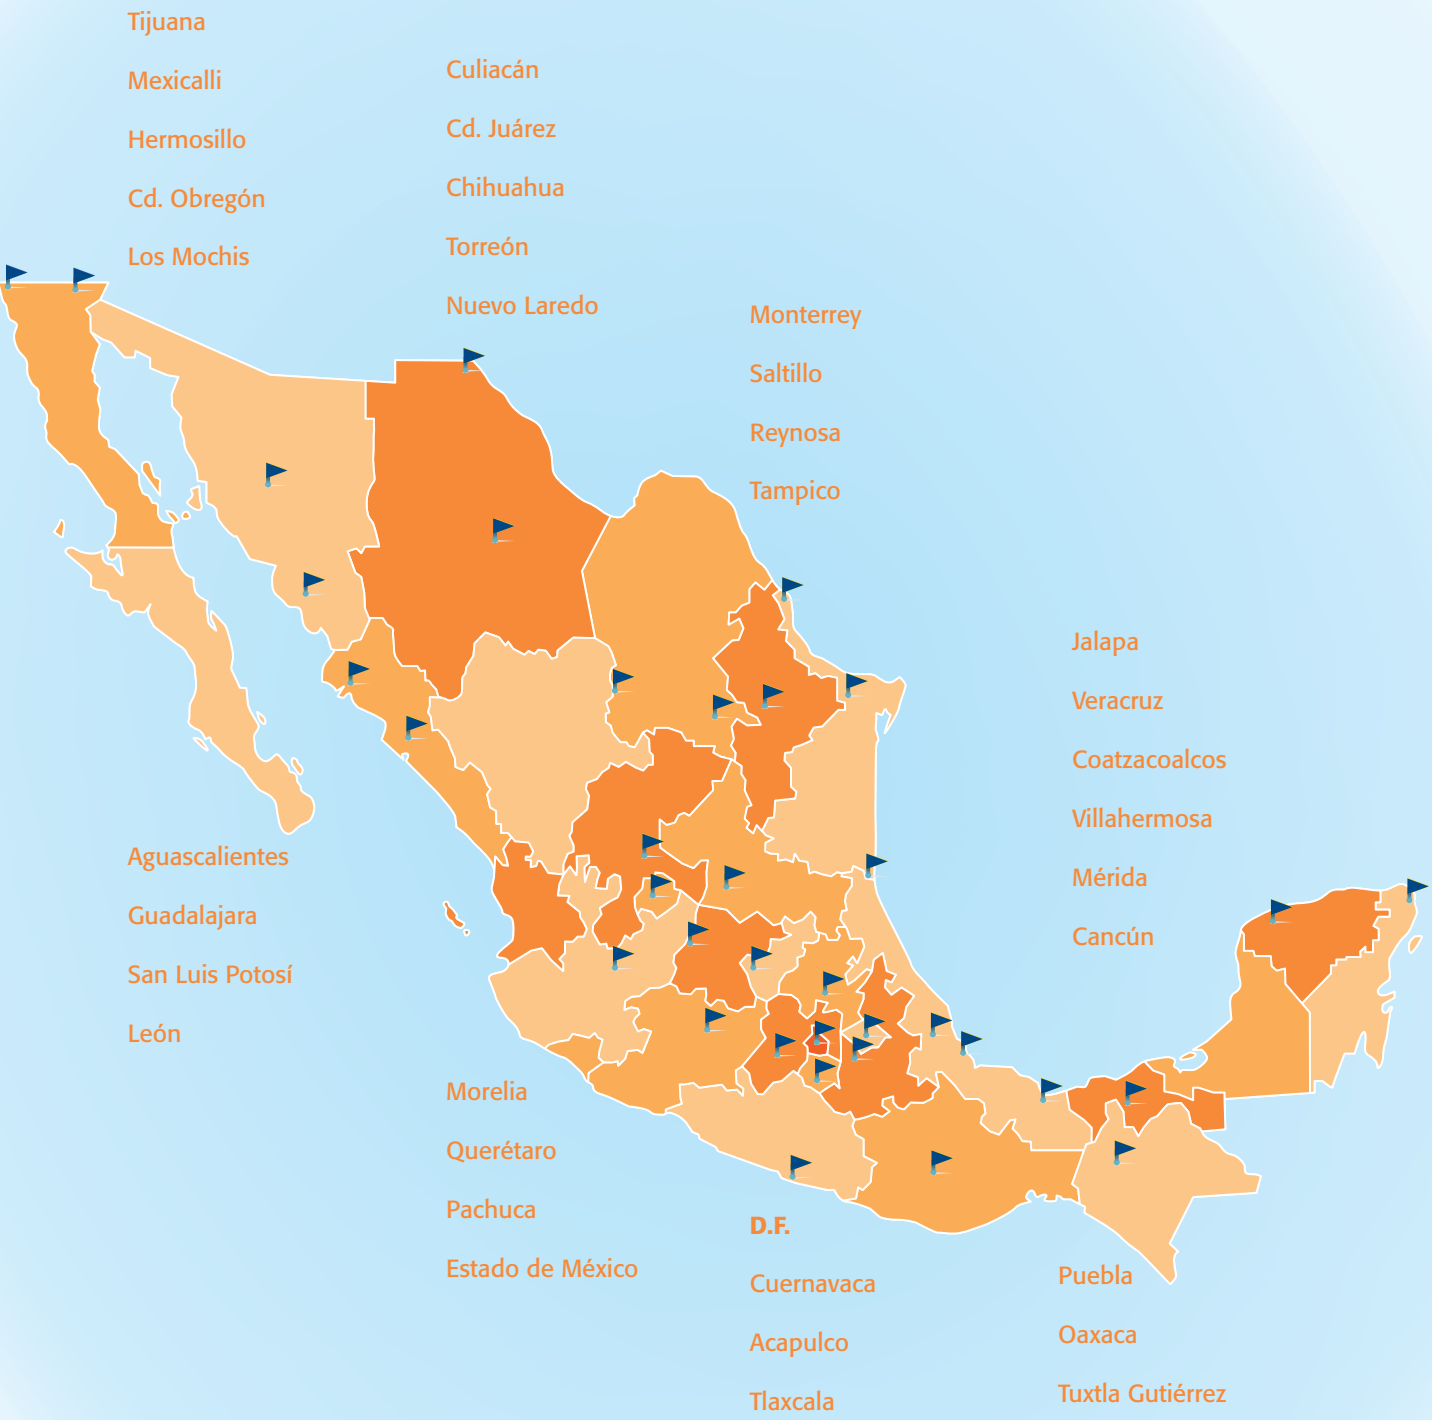 Tijuana
Mexicalli
Hermosillo
Cd. Obregón
Los Mochis
Culiacán
Cd. Juárez
Chihuahua
Torreón
Nuevo Laredo
Monterrey
Saltillo
Reynosa
Tampico
Jalapa
Veracruz
Coatzacoalcos
Villahermosa
Mérida
Cancún
Aguascalientes
Guadalajara
San Luis Potosí
León
Morelia
Querétaro
Pachuca
Estado de México
D.F.
Cuernavaca
Acapulco
Tlaxcala
Puebla
Oaxaca
Tuxtla Gutiérrez